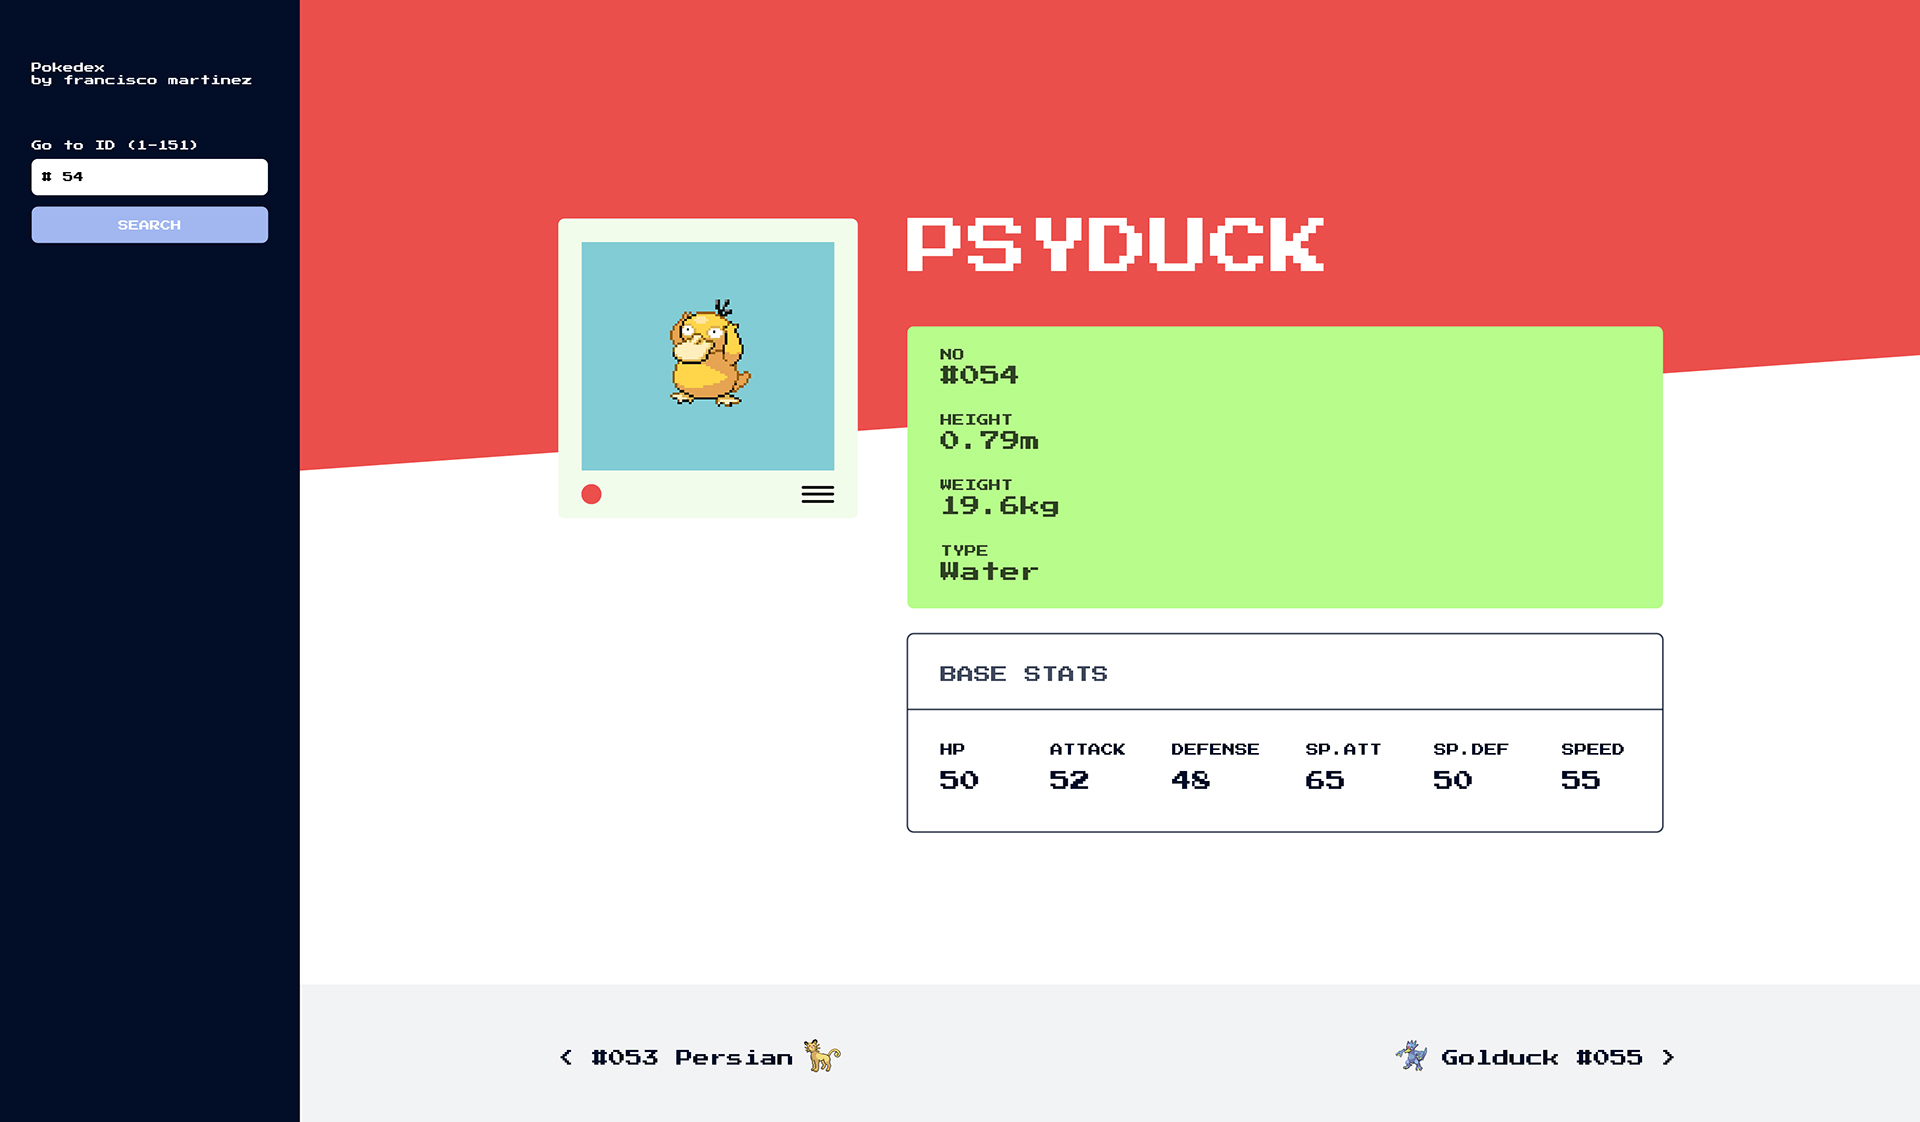 Pokedex
by francisco martinez
Go to ID (1-151)
# 54
SEARCH
PSYDUCK
NO
#054
HEIGHT
0.79m
WEIGHT
19.6kg
TYPE
Water
BASE STATS
HP ATTACK DEFENSE SP.ATT SP.DEF SPEED
50 52 48 65 50 55
< #053 Persian
Golduck #055 >